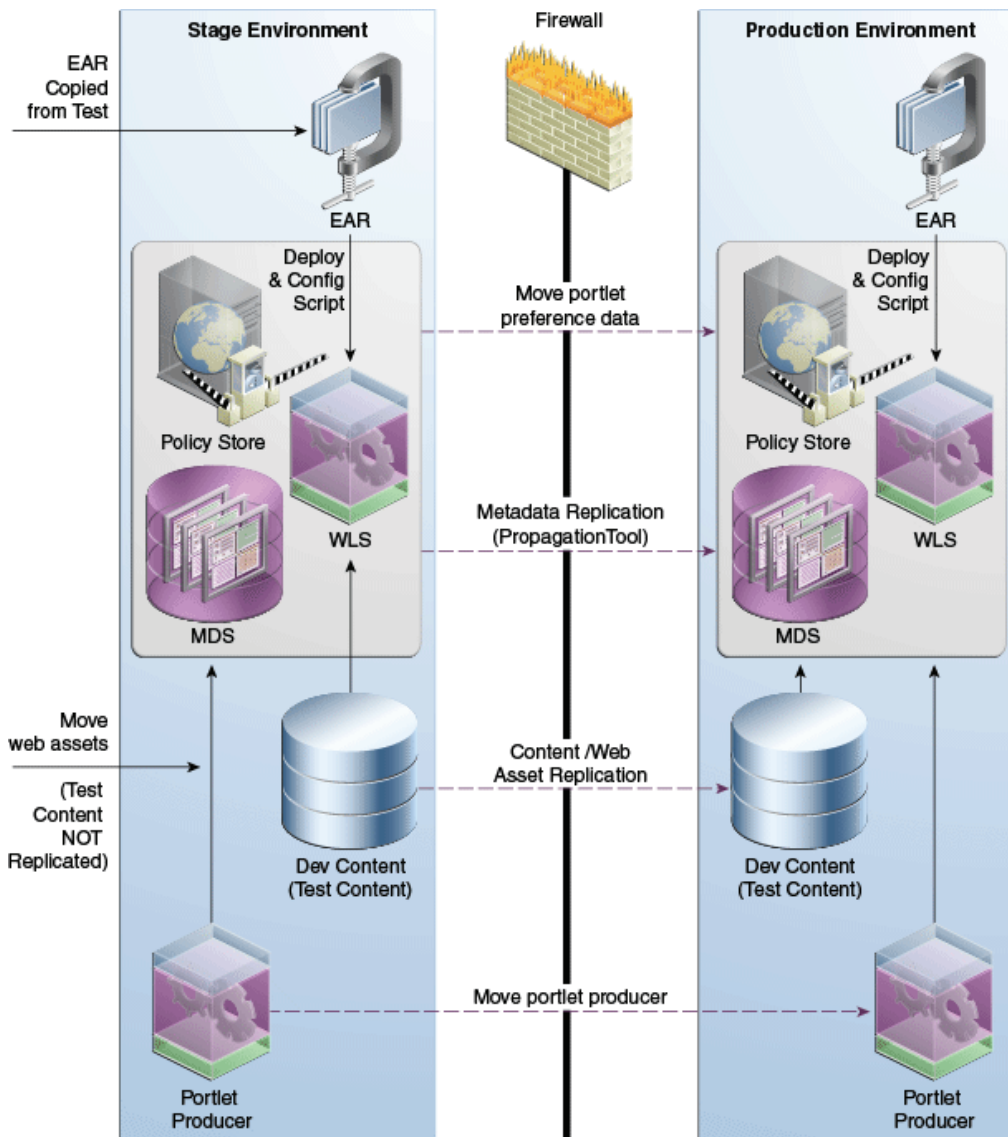 Stage Environment
Firewall
Production Environment
EAR
Copied
from Test
EAR
EAR
Deploy
& Config
Script
Deploy
& Config
Script
Move portlet
preference data
Policy Store
Policy Store
Metadata Replication
(PropagationTool)
WLS
WLS
MDS
MDS
Move
web assets
(Test
Content
NOT
Replicated)
Content /Web
Asset Replication
Dev Content
(Test Content)
Dev Content
(Test Content)
Move portlet producer
Portlet
Producer
Portlet
Producer